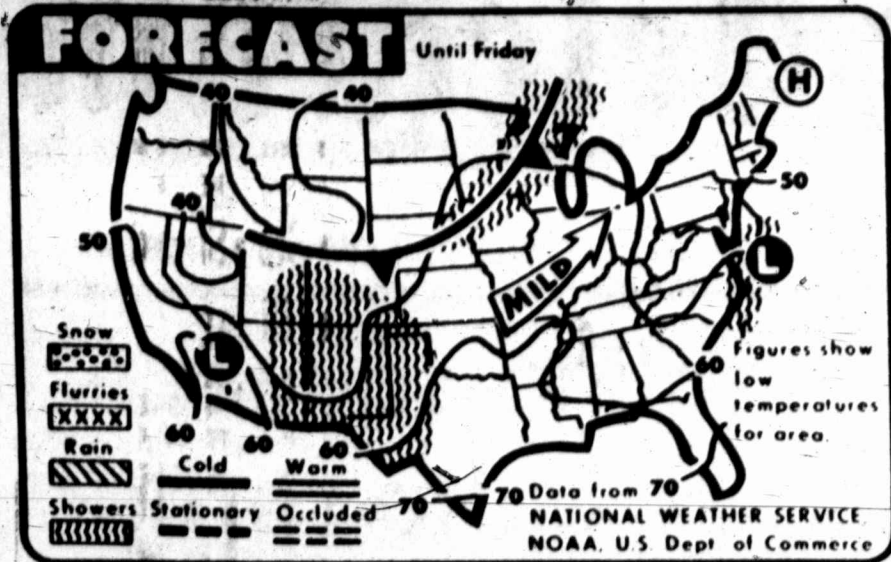 FORECAST Until Friday
40
40
H
50
40
50
L
MILD
Snow
L
Figures show
60
low
Flurries
temperatures
for area.
60
60
60
Rain
Cold
Warm
Showers
Stationary
Occluded
70
70
Data from
70
NATIONAL WEATHER SERVICE,
NOAA, U.S. Dept of Commerce